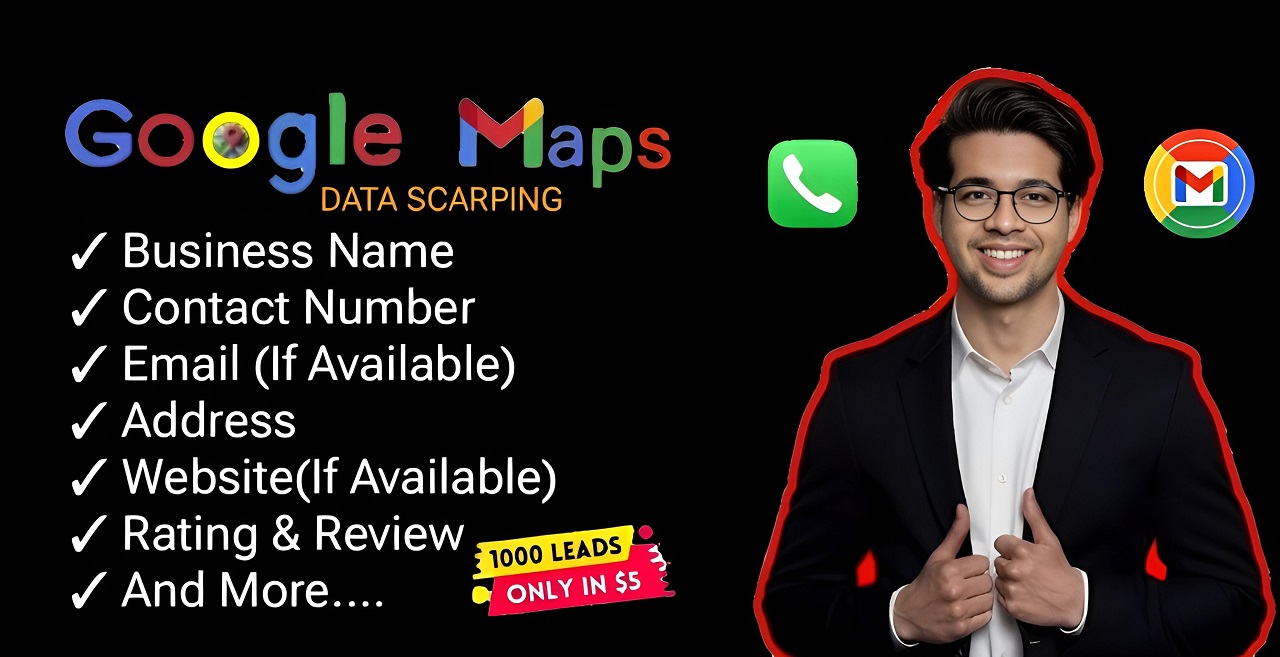 Google Maps
DATA SCARPING
✓ Business Name
✓ Contact Number
✓ Email (If Available)
✓ Address
✓ Website(If Available)
✓ Rating & Review
✓ And More....
1000 LEADS
ONLY IN $5